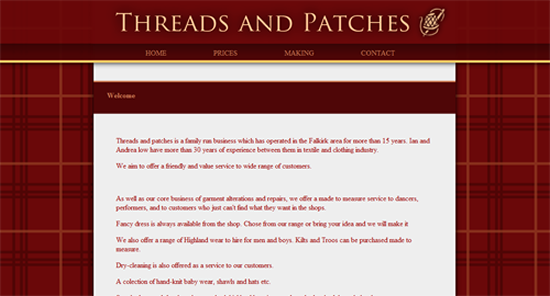 THREADS AND PATCHES
HOME PRICES MAKING CONTACT
Welcome
Threads and patches is a family run business which has operated in the Falkirk area for more than 15 years. Ian and
Andrea low have more than 30 years of experience between them in textile and clothing industry.
We aim to offer a friendly and value service to wide range of customers.
As well as our core business of garment alterations and repairs, we offer a made to measure service to dancers,
performers, and to customers who just can't find what they want in the shops.
Fancy dress is always available from the shop. Chose from our range or bring your idea and we will make it
We also offer a range of Highland wear to hire for men and boys. Kilts and Troos can be purchased made to
measure.
Dry-cleaning is also offered as a service to our customers.
A colection of hand-knit baby wear, shawls and hats etc.